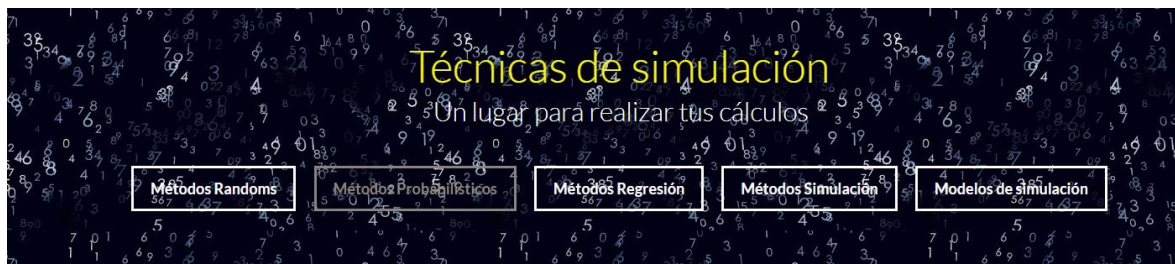 Técnicas de simulación
Un lugar para realizar tus cálculos
Métodos Randoms
Métodos Probabilísticos
Métodos Regresión
Métodos Simulación
Modelos de simulación